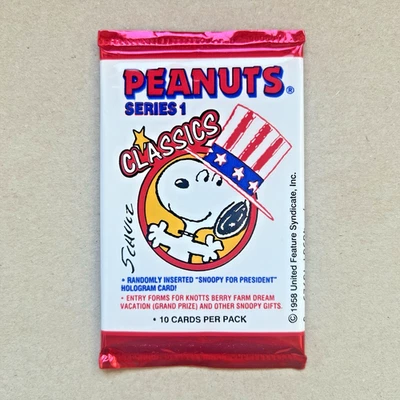 PEANUTS®
SERIES 1
CLASSICS
SCHULZ
• RANDOMLY INSERTED "SNOOPY FOR PRESIDENT"
HOLOGRAM CARD!
• ENTRY FORMS FOR KNOTTS BERRY FARM DREAM
VACATION (GRAND PRIZE) AND OTHER SNOOPY GIFTS.
• 10 CARDS PER PACK
© 1958 United Feature Syndicate, Inc.